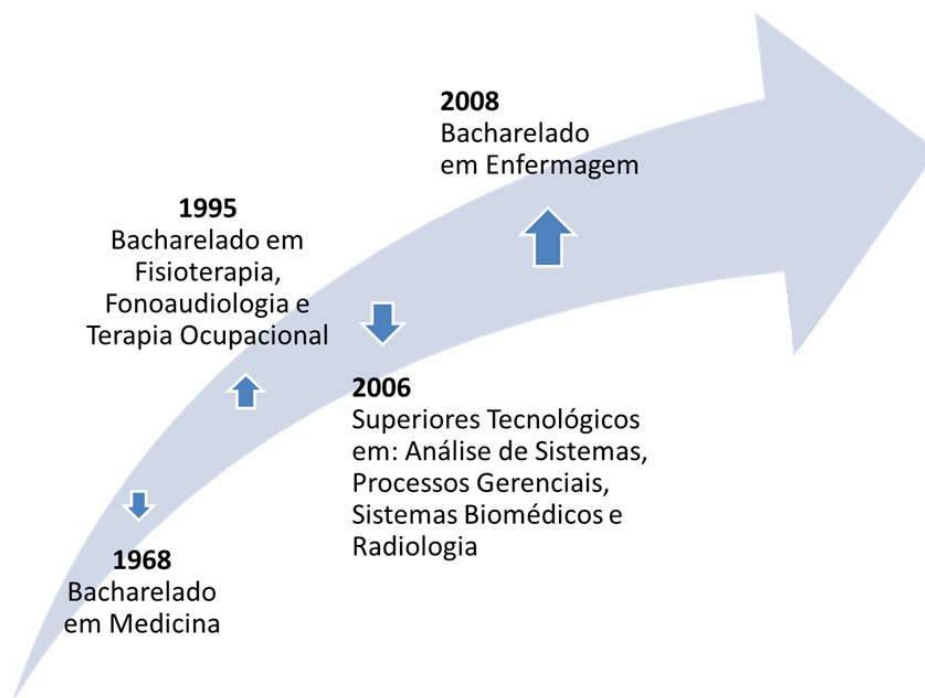 2008
Bacharelado
em Enfermagem
1995
Bacharelado em
Fisioterapia,
Fonoaudiologia e
Terapia Ocupacional
2006
Superiores Tecnológicos
em: Análise de Sistemas,
Processos Gerenciais,
Sistemas Biomédicos e
Radiologia
1968
Bacharelado
em Medicina